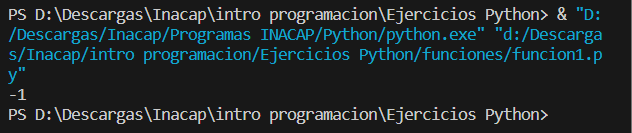 PS D:\Descargas\Inacap\intro programacion\Ejercicios Python> & "D:
/Descargas/Inacap/Programas INACAP/Python/python.exe" "d:/Descarga
s/Inacap/intro programacion/Ejercicios Python/funciones/funcion1.p
y"
-1
PS D:\Descargas\Inacap\intro programacion\Ejercicios Python>